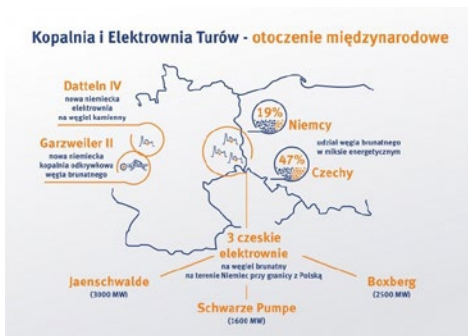 Kopalnia i Elektrownia Turów - otoczenie międzynarodowe
Datteln IV
nowa niemiecka
elektrownia
na węgiel kamienny
Garzweiler II
nowa niemiecka
kopalnia odkrywkowa
węgla brunatnego
19%
Niemcy
udział węgla brunatnego
w miksie energetycznym
47%
Czechy
3 czeskie
elektrownie
na węgiel brunatny
na terenie Niemiec przy granicy z Polską
Jaenschwalde
(3000 MW)
Boxberg
(2500 MW)
Schwarze Pumpe
(1600 MW)